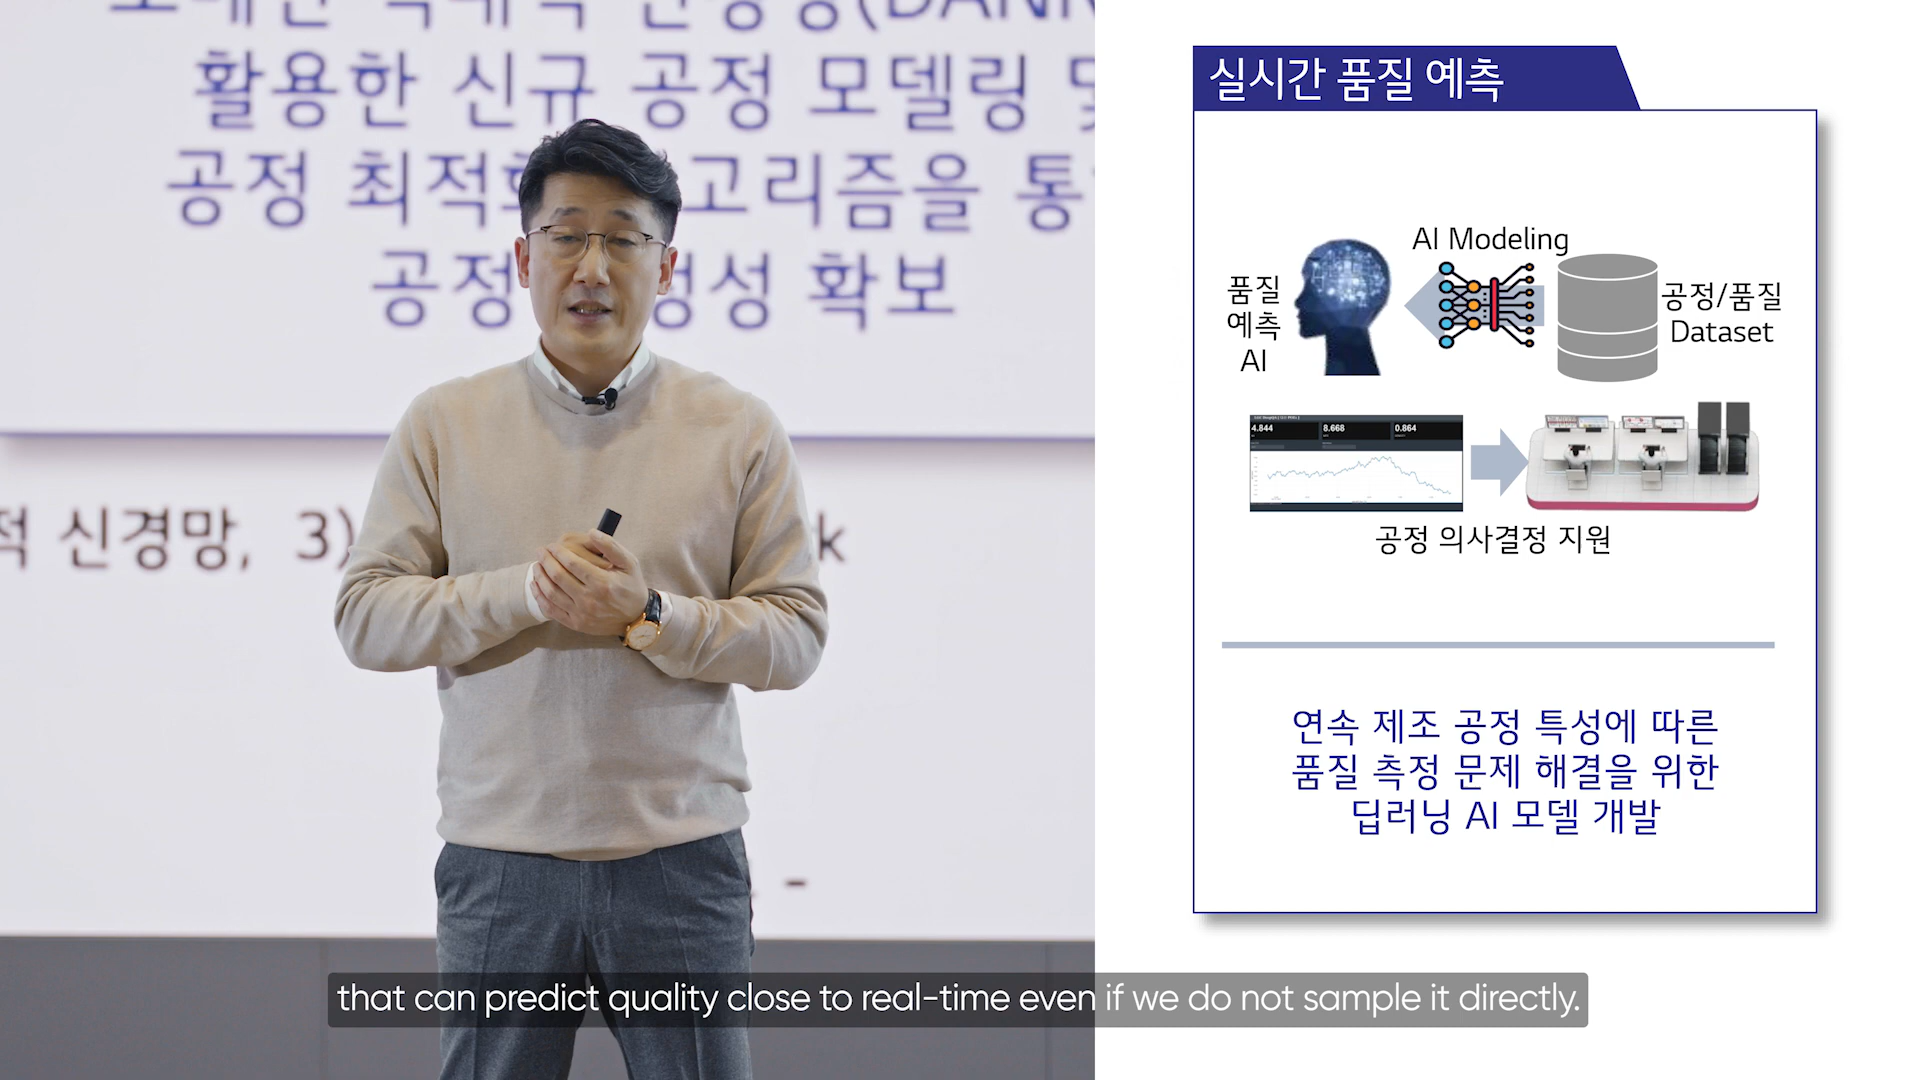 활용한 신규 공정 모델링 및
공정 최적화 고리즘을 통
공정 성 확보
적 신경망, 3)
k
실시간 품질 예측
AI Modeling
품질
예측
AI
공정/품질
Dataset
4.844
8.668
0.864
공정 의사결정 지원
연속 제조 공정 특성에 따른
품질 측정 문제 해결을 위한
딥러닝 AI 모델 개발
that can predict quality close to real-time even if we do not sample it directly.